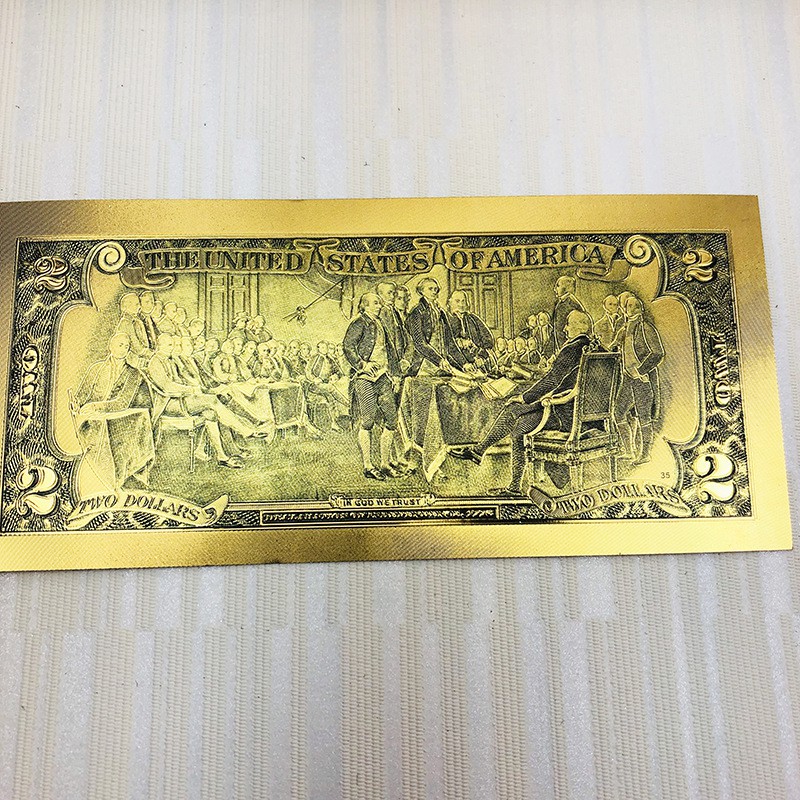 THE UNITED STATES OF AMERICA
2
2
TWO
TWO
35
2
2
TWO DOLLARS
IN GOD WE TRUST
TWO DOLLARS